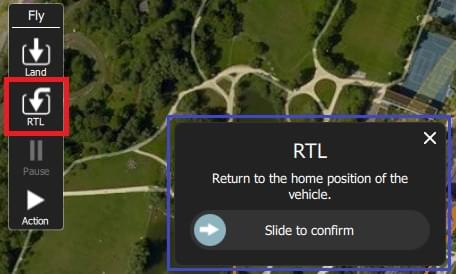 Fly
Land
RTL
Pause
Action
RTL
Return to the home position of the
vehicle.
Slide to confirm